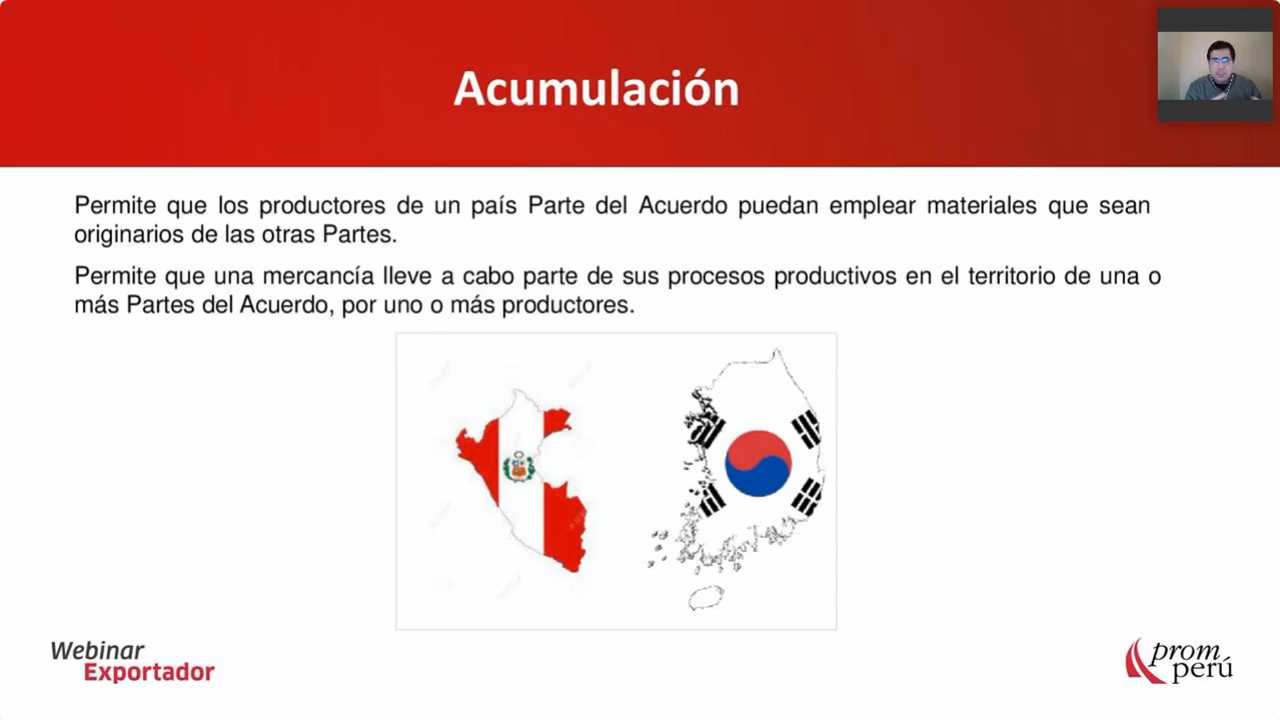 Acumulación
Permite que los productores de un país Parte del Acuerdo puedan emplear materiales que sean
originarios de las otras Partes.
Permite que una mercancía lleve a cabo parte de sus procesos productivos en el territorio de una o
más Partes del Acuerdo, por uno o más productores.
Webinar
Exportador
prom
perú